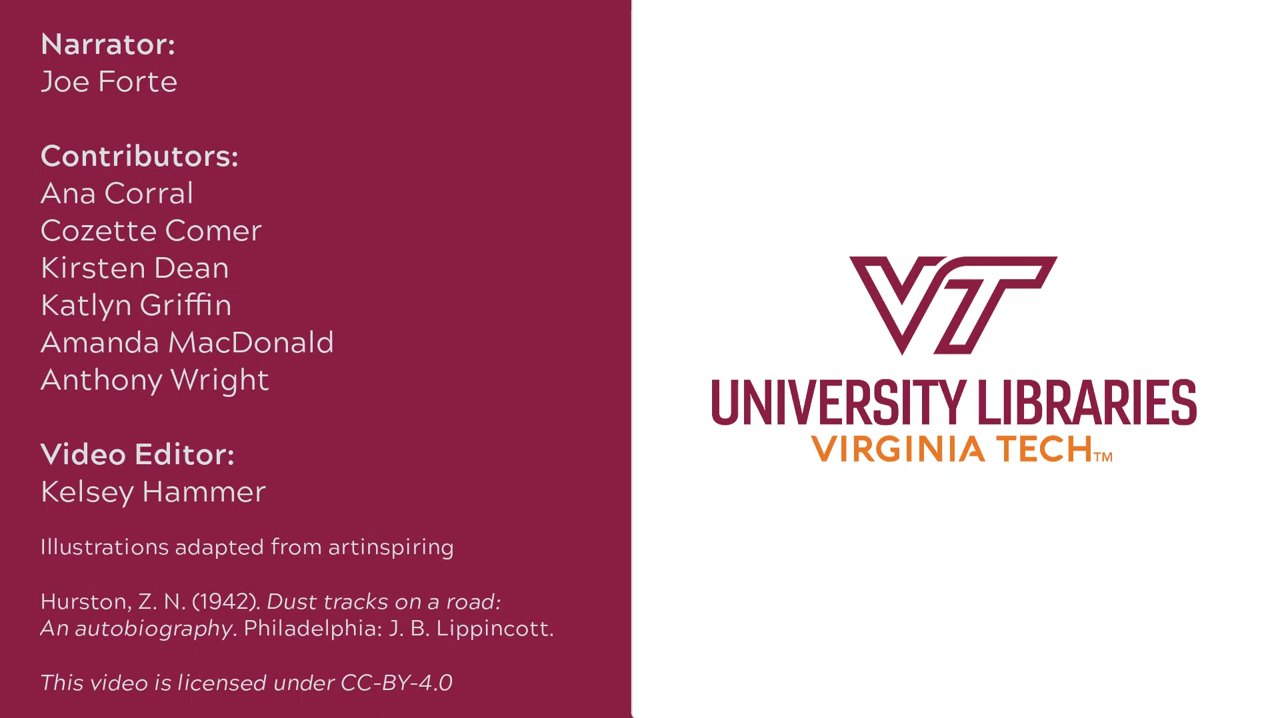 Narrator:
Joe Forte
Contributors:
Ana Corral
Cozette Comer
Kirsten Dean
Katlyn Griffin
Amanda MacDonald
Anthony Wright
Video Editor:
Kelsey Hammer
Illustrations adapted from artinspiring
Hurston, Z. N. (1942). Dust tracks on a road:
An autobiography. Philadelphia: J. B. Lippincott.
This video is licensed under CC-BY-4.0
VT
UNIVERSITY LIBRARIES
VIRGINIA TECH™